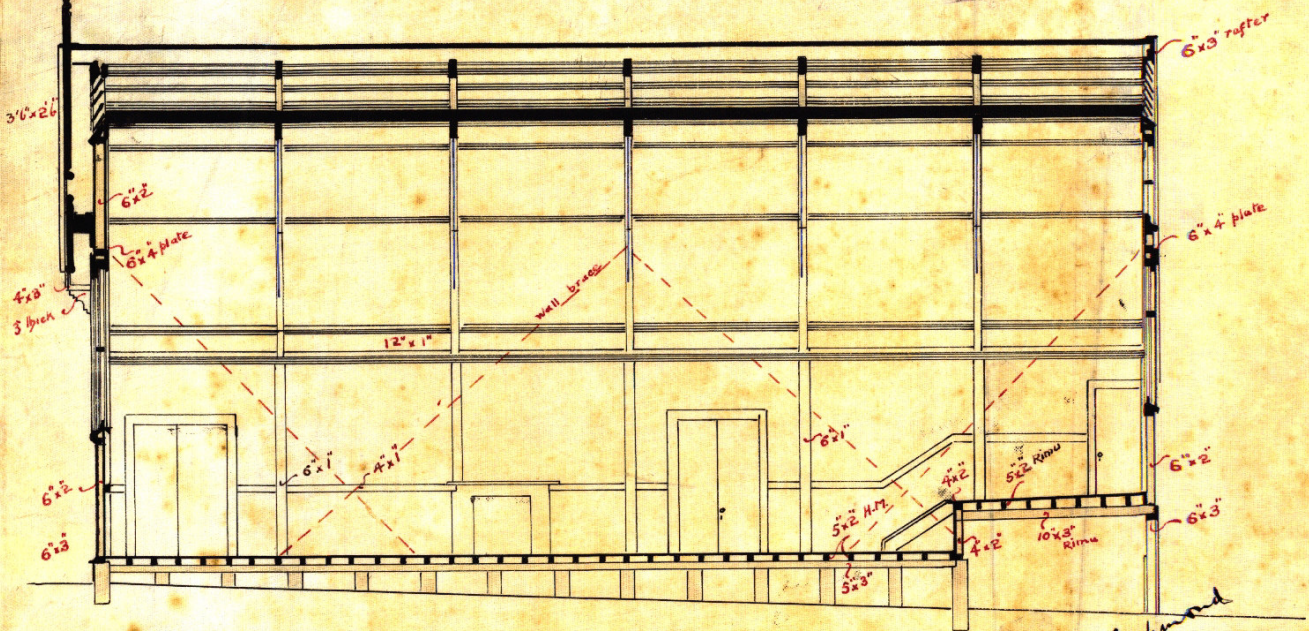 6"x3" rafter
3'6"x2'6"
6"x2"
6"x4" plate
6"x4" plate
4"x3"
3 thick
wall brace
12"x1"
6"x1"
6"x1"
4"x1"
6"x2"
6"x2"
4"x2"
5"x2" Rimu
5"x2" H.M.
6"x3"
6"x3"
4"x2"
10"x3"
Rimu
5"x3"